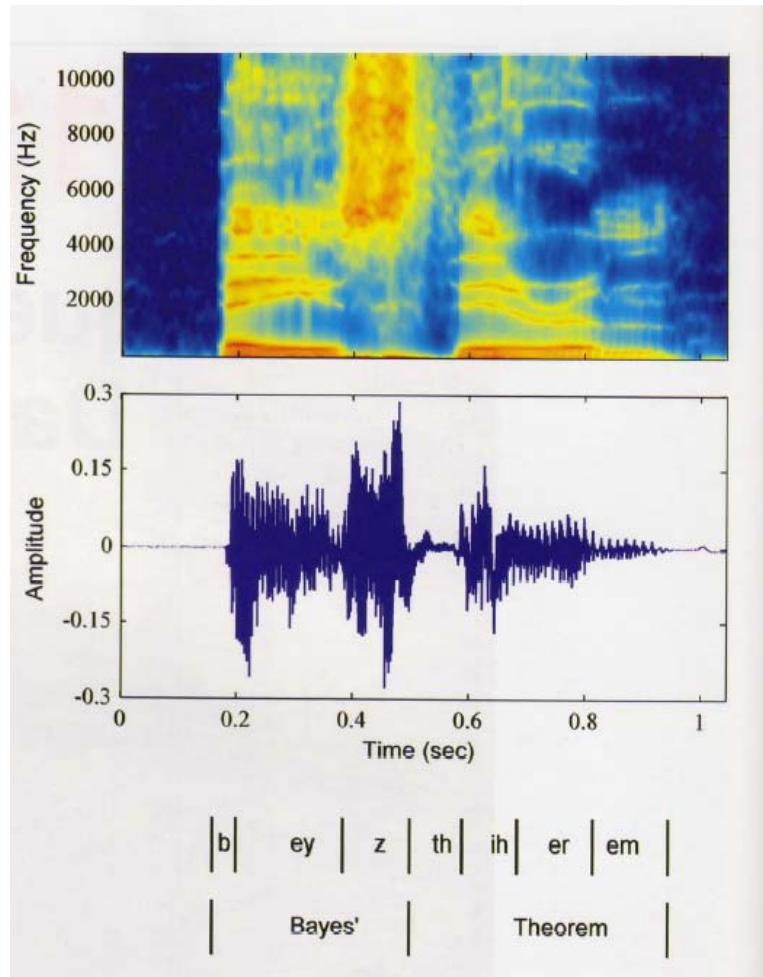 10000
8000
6000
4000
2000
Frequency (Hz)
0.3
0.15
0
-0.15
-0.3
Amplitude
0 0.2 0.4 0.6 0.8 1
Time (sec)
b ey z th ih er em
Bayes' Theorem